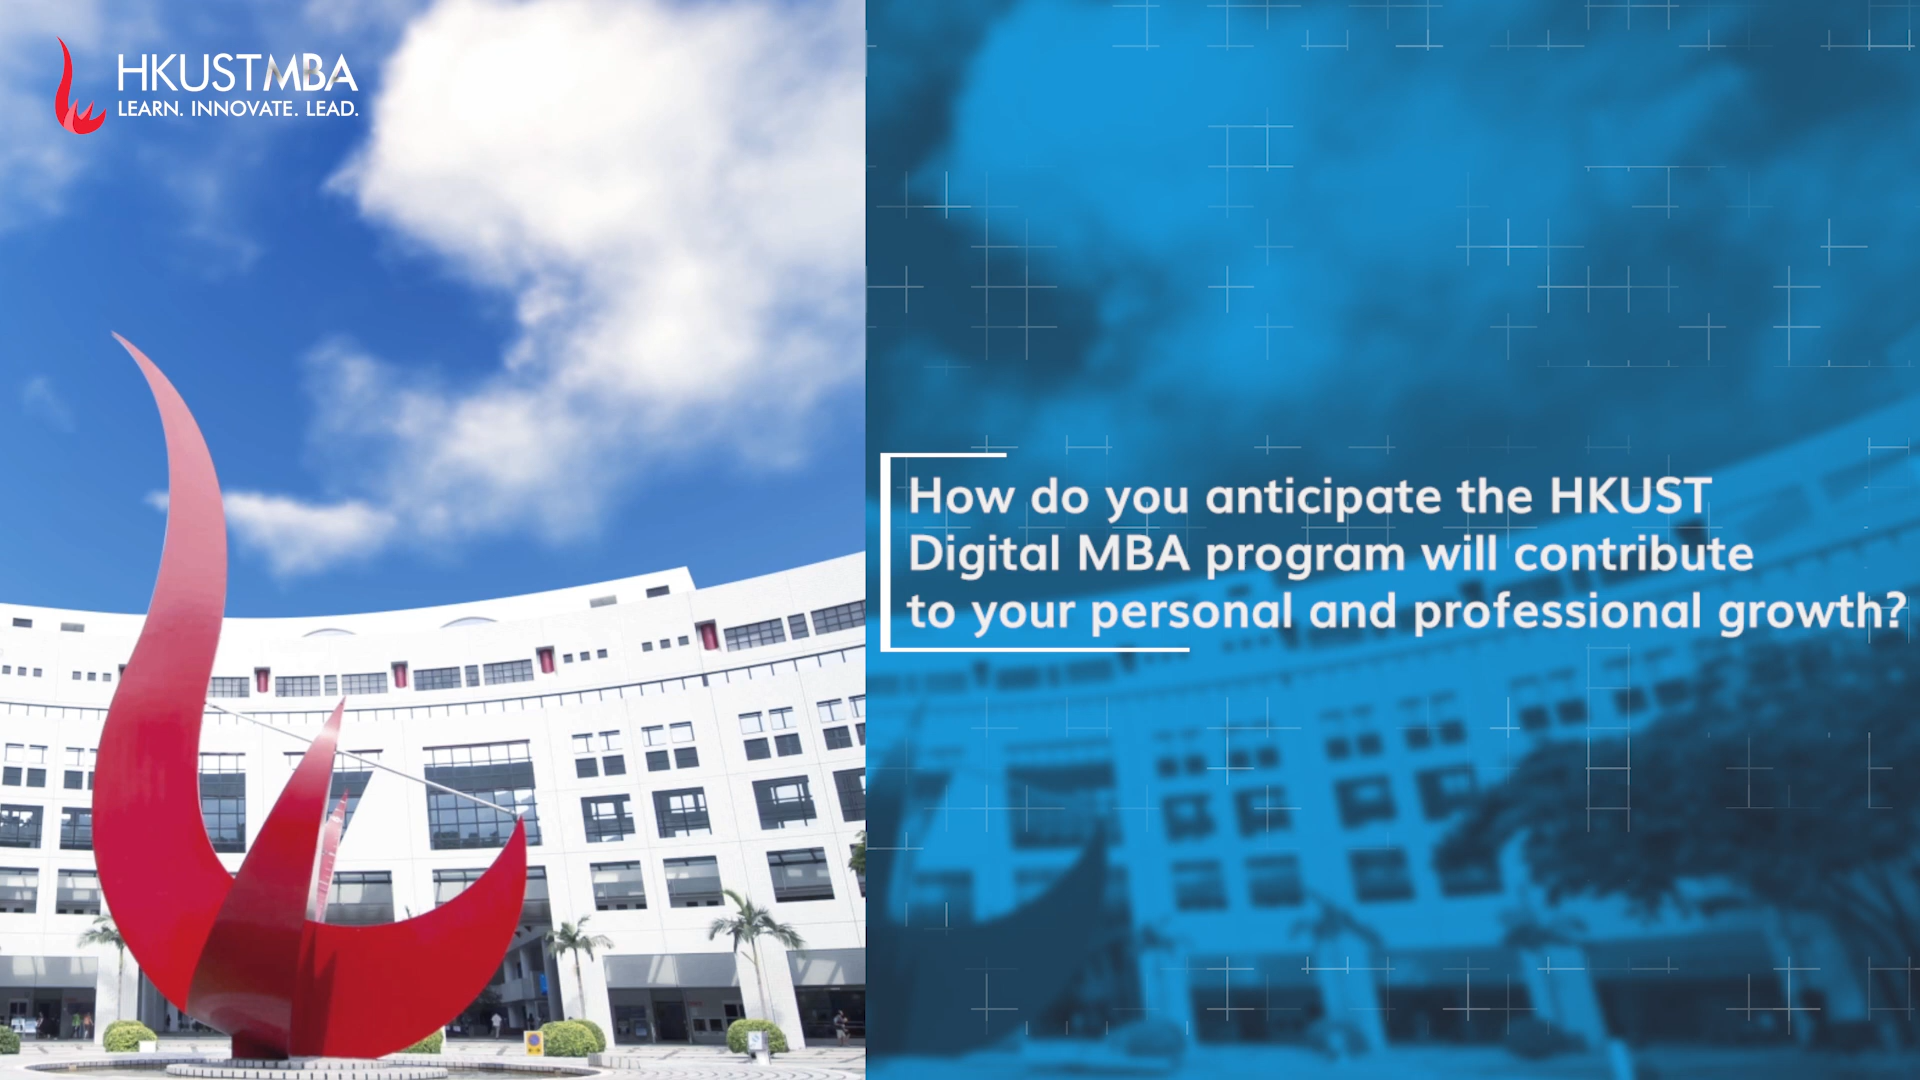 HKUSTMBA
LEARN. INNOVATE. LEAD.
How do you anticipate the HKUST
Digital MBA program will contribute
to your personal and professional growth?